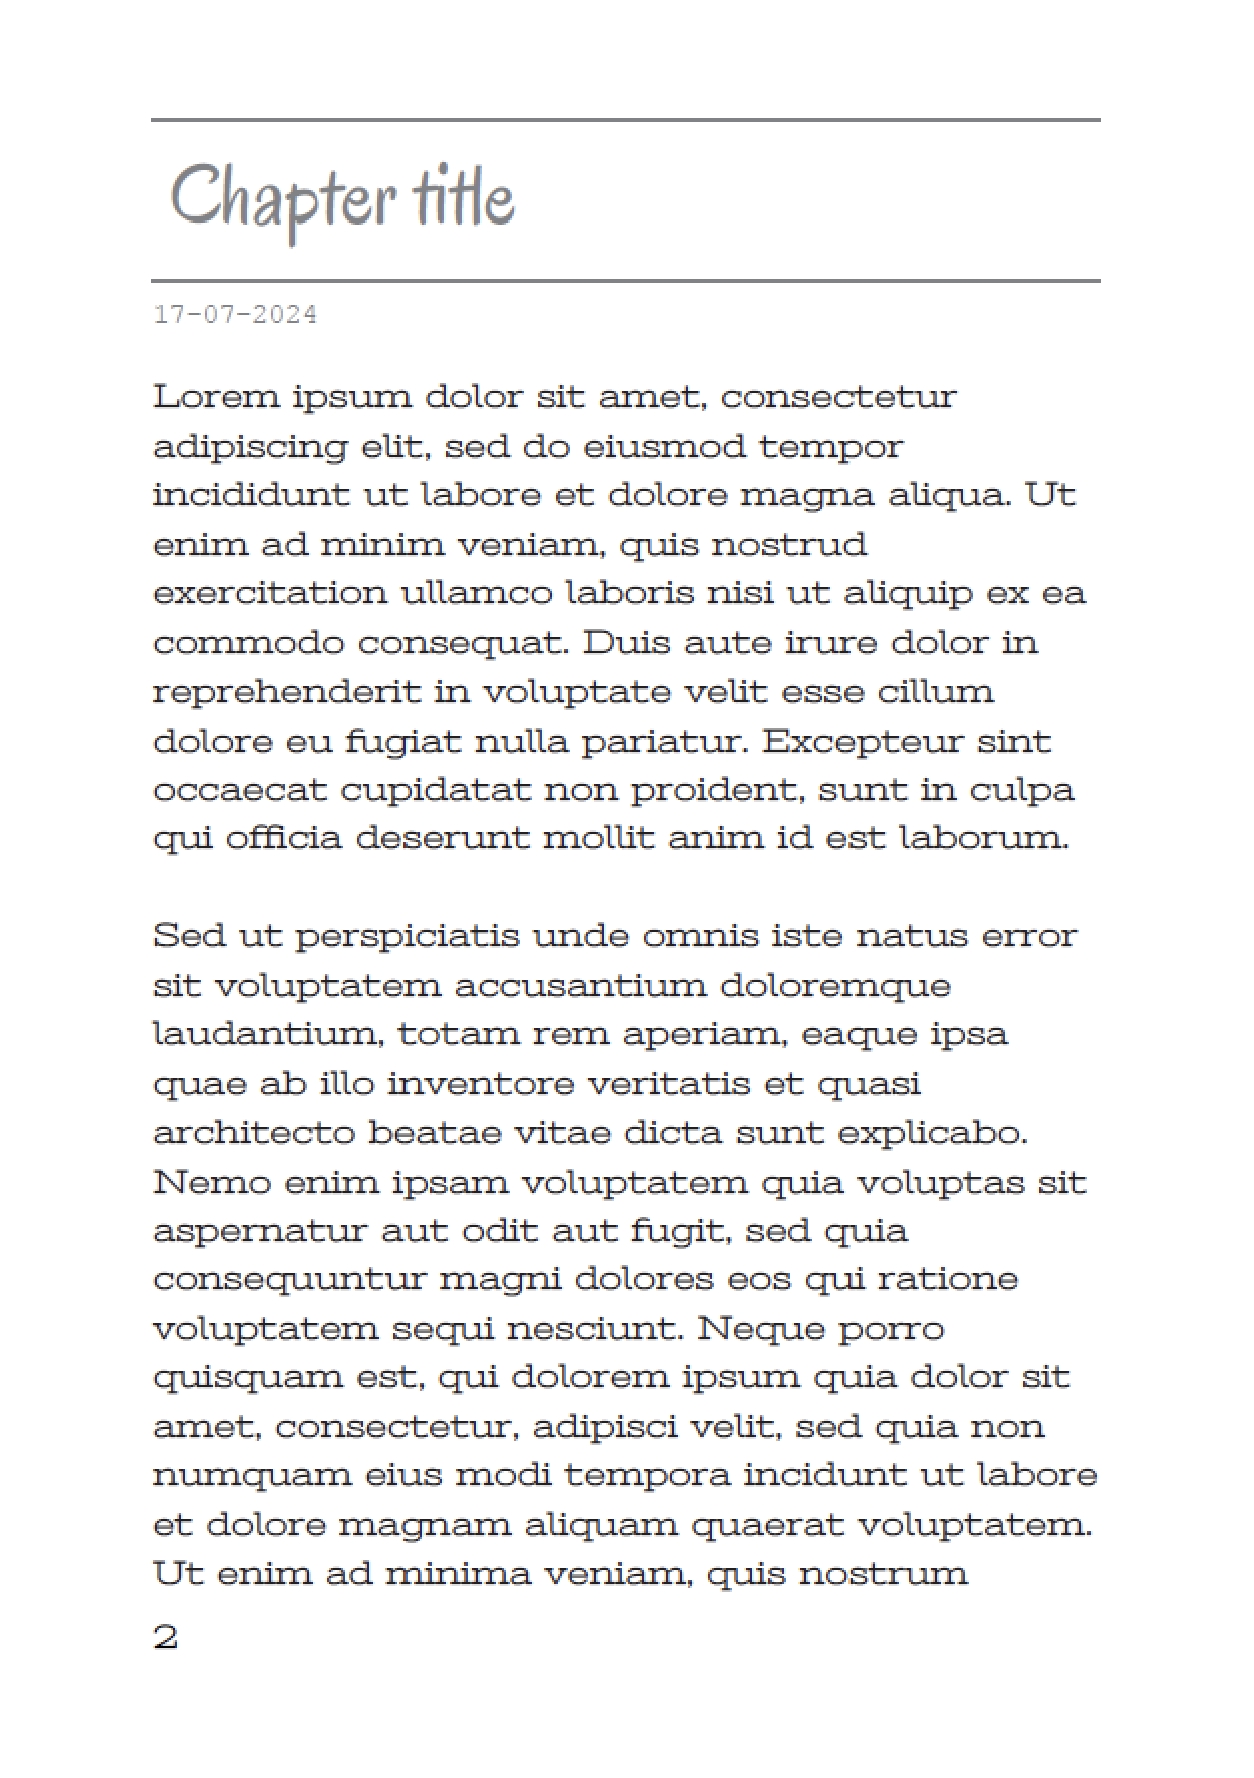 Chapter title
17-07-2024
Lorem ipsum dolor sit amet, consectetur
adipiscing elit, sed do eiusmod tempor
incididunt ut labore et dolore magna aliqua. Ut
enim ad minim veniam, quis nostrud
exercitation ullamco laboris nisi ut aliquip ex ea
commodo consequat. Duis aute irure dolor in
reprehenderit in voluptate velit esse cillum
dolore eu fugiat nulla pariatur. Excepteur sint
occaecat cupidatat non proident, sunt in culpa
qui officia deserunt mollit anim id est laborum.
Sed ut perspiciatis unde omnis iste natus error
sit voluptatem accusantium doloremque
laudantium, totam rem aperiam, eaque ipsa
quae ab illo inventore veritatis et quasi
architecto beatae vitae dicta sunt explicabo.
Nemo enim ipsam voluptatem quia voluptas sit
aspernatur aut odit aut fugit, sed quia
consequuntur magni dolores eos qui ratione
voluptatem sequi nesciunt. Neque porro
quisquam est, qui dolorem ipsum quia dolor sit
amet, consectetur, adipisci velit, sed quia non
numquam eius modi tempora incidunt ut labore
et dolore magnam aliquam quaerat voluptatem.
Ut enim ad minima veniam, quis nostrum
2